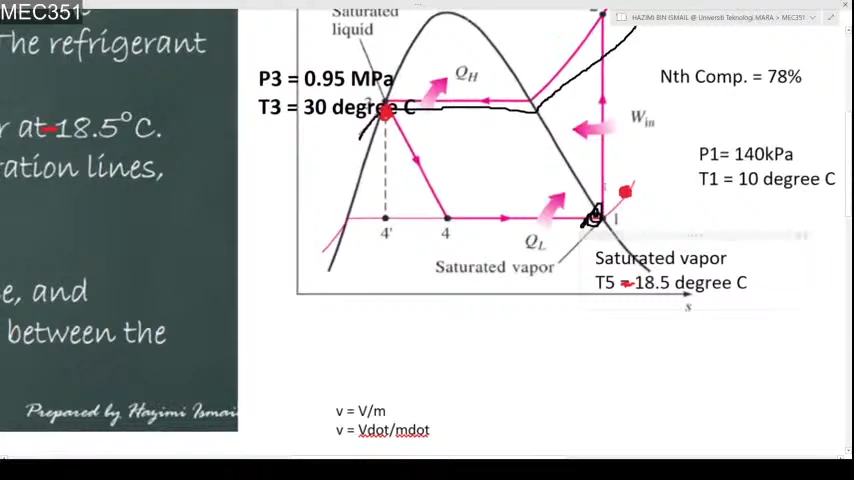 MEC351
HAZIMI BIN ISMAIL @ Universiti Teknologi MARA > MEC351
The refrigerant
r at -18.5°C.
ration lines,
e, and
between the
Prepared by Hazimi Ismai
Saturated
liquid
P3 = 0.95 MPa
T3 = 30 degree C
QH
Nth Comp. = 78%
Win
P1= 140kPa
T1 = 10 degree C
4'
4
QL
1
Saturated vapor
Saturated vapor
T5 = -18.5 degree C
s
v = V/m
v = Vdot/mdot